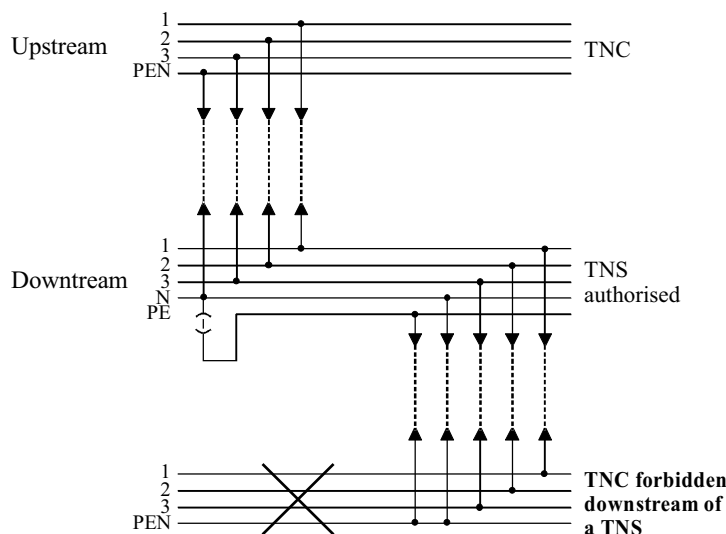 1
Upstream
2
3
TNC
PEN
1
Downtream
2
TNS
3
authorised
N
PE
1
TNC forbidden
2
downstream of
3
a TNS
PEN